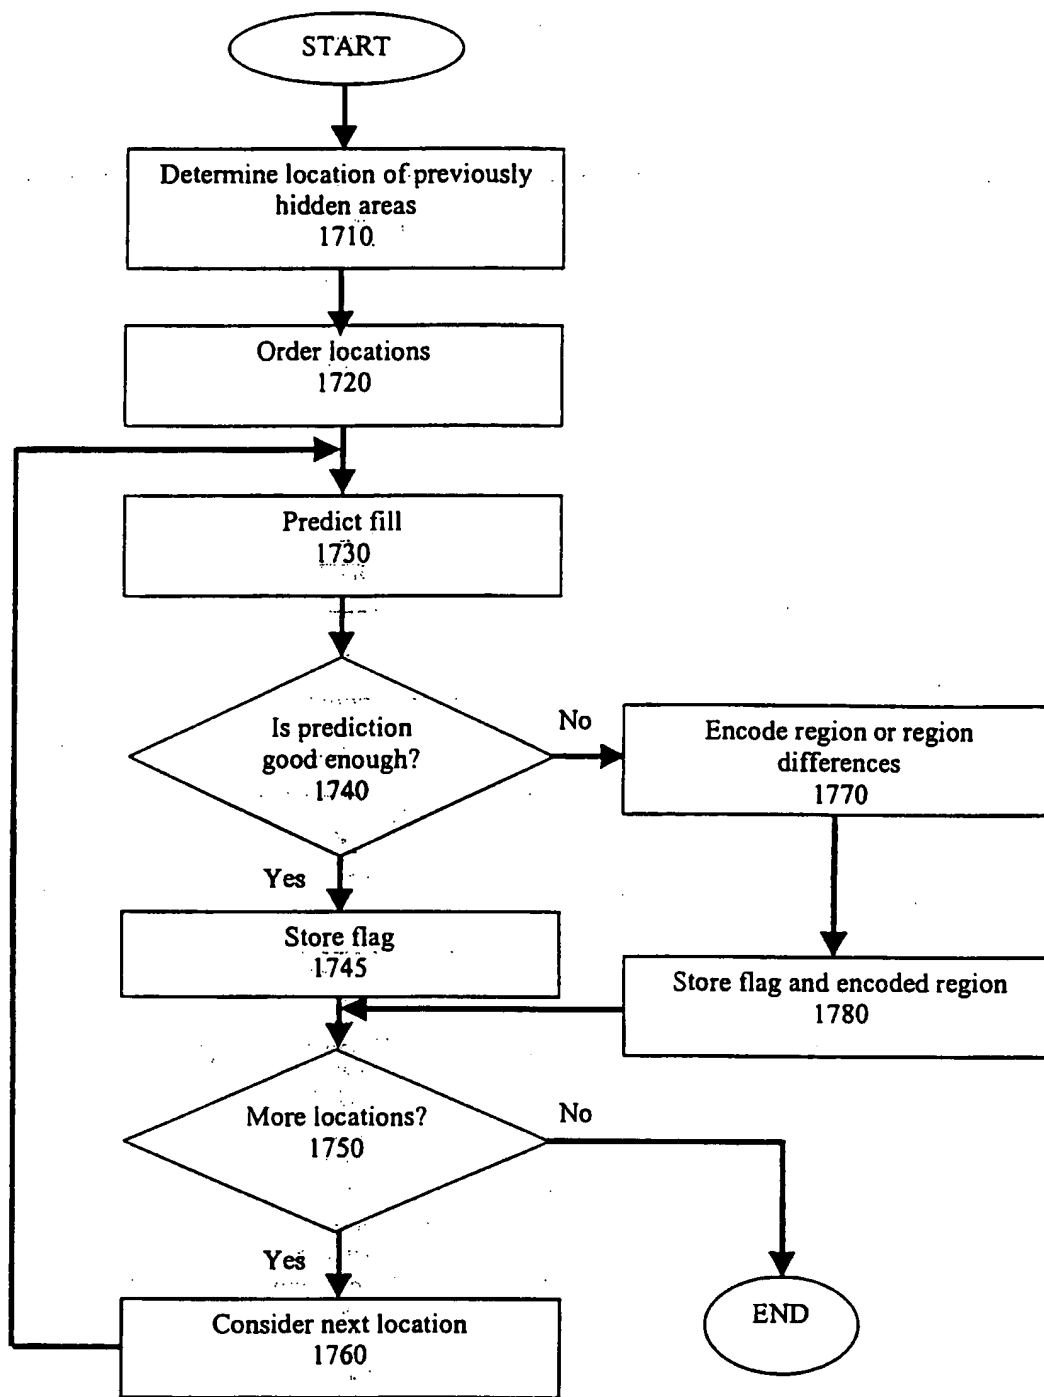 START
Determine location of previously
hidden areas
1710
Order locations
1720
Predict fill
1730
Is prediction
good enough?
1740
No
Encode region or region
differences
1770
Yes
Store flag
1745
Store flag and encoded region
1780
More locations?
1750
No
Yes
Consider next location
1760
END